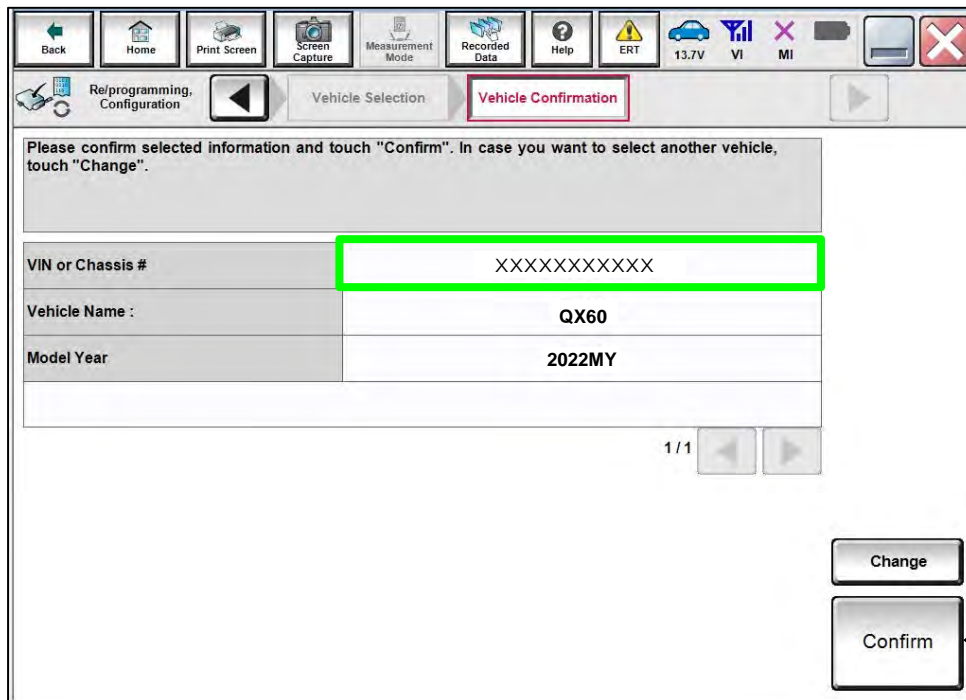 Back
Home
Print Screen
Screen
Capture
Measurement
Mode
Recorded
Data
Help
ERT
13.7V
VI
MI
Re/programming,
Configuration
Vehicle Selection
Vehicle Confirmation
Please confirm selected information and touch "Confirm". In case you want to select another vehicle,
touch "Change".
VIN or Chassis #
XXXXXXXXXXX
Vehicle Name :
QX60
Model Year
2022MY
1 / 1
Change
Confirm